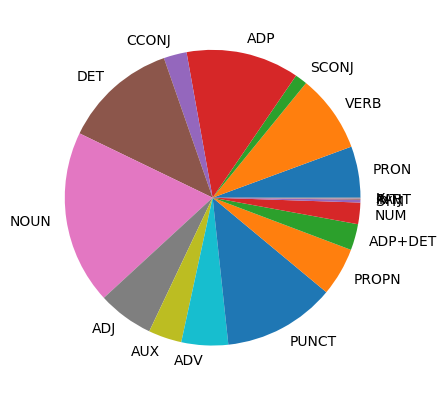 ADP
CCONJ
SCONJ
DET
VERB
PRON
NOUN
NUM
ADP+DET
PROPN
ADJ
AUX
ADV
PUNCT